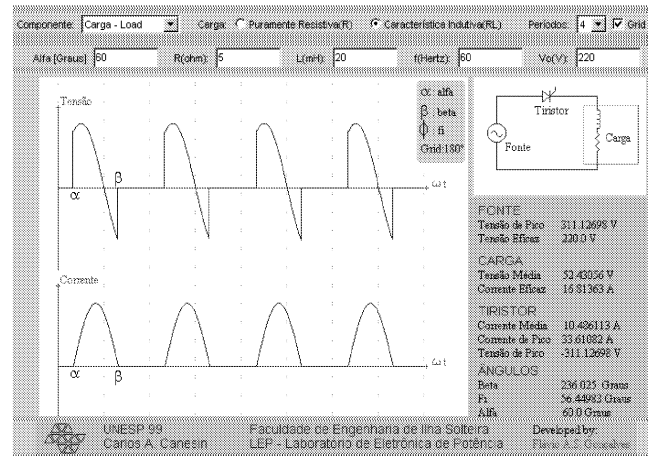 Componente: Carga - Load Carga: Puramente Resistiva(R) Característica Indutiva(RL) Períodos: 4 Grid
Alfa [Graus] 60 R(ohm): 5 L(mH): 20 f(Hertz): 60 Vo(V): 220
Tensão
α: alfa
β: beta
ϕ: fi
Grid:180°
α
β
ωt
Corrente
α
β
ωt
Tiristor
Fonte
Carga
FONTE
Tensão de Pico 311.12698 V
Tensão Eficaz 220.0 V
CARGA
Tensão Média 52.43056 V
Corrente Eficaz 16.81363 A
TIRISTOR
Corrente Média 10.486113 A
Corrente de Pico 33.61082 A
Tensão de Pico -311.12698 V
ÂNGULOS
Beta 236.025 Graus
Fi 56.44983 Graus
Alfa 60.0 Graus
UNESP 99 Faculdade de Engenharia de Ilha Solteira Developed by:
Carlos A. Canesin LEP - Laboratório de Eletrônica de Potência Flávio A.S. Gonçalves